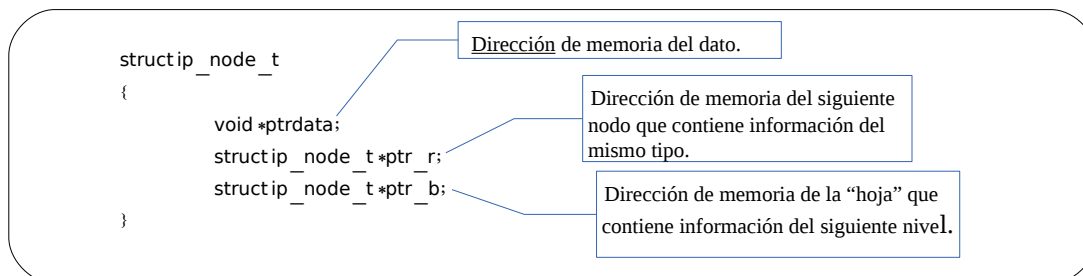 Dirección de memoria del dato.
struct ip_node_t
{
Dirección de memoria del siguiente
nodo que contiene información del
mismo tipo.
void *ptrdata;
struct ip_node_t *ptr_r;
struct ip_node_t *ptr_b;
Dirección de memoria de la “hoja” que
contiene información del siguiente nivel.
}